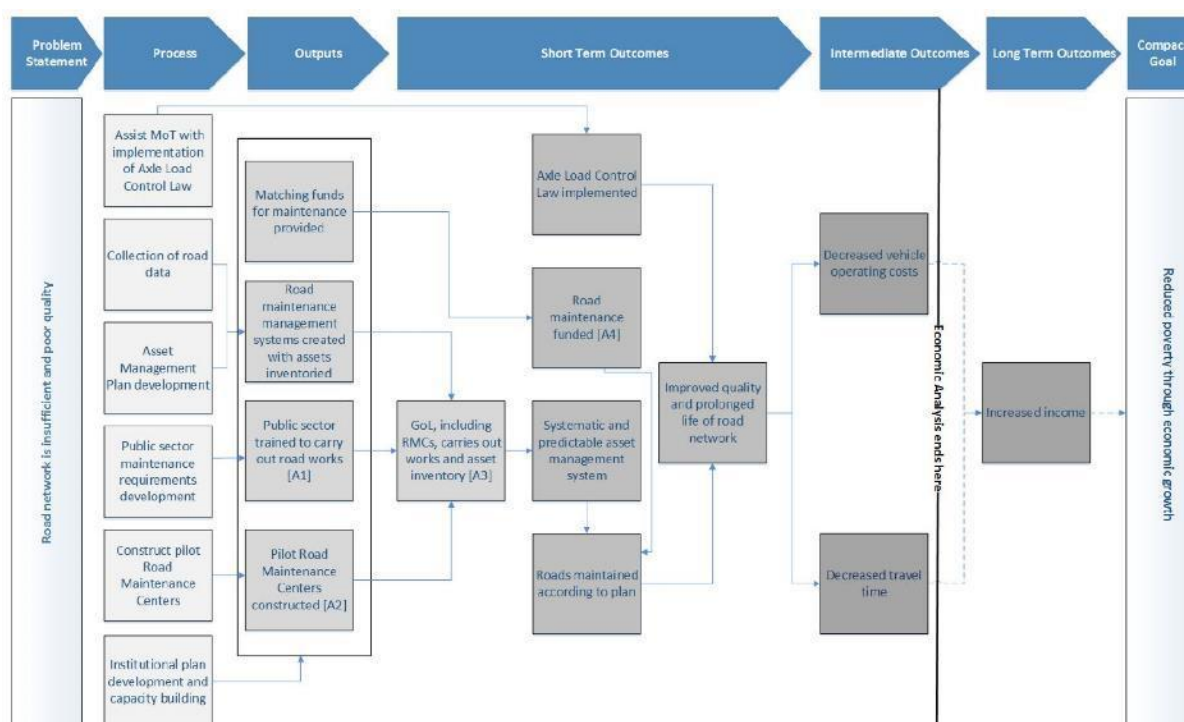 Problem
Statement
Process
Outputs
Short Term Outcomes
Intermediate Outcomes
Long Term Outcomes
Compac
Goal
Road network is insufficient and poor quality
Assist MoT with
implementation
of Axle Load
Control Law
Collection of road
data
Asset
Management
Plan development
Public sector
maintenance
requirements
development
Construct pilot
Road
Maintenance
Centers
Institutional plan
development and
capacity building
Matching funds
for maintenance
provided
Road
maintenance
management
systems created
with assets
inventoried
Public sector
trained to carry
out road works
[A1]
Pilot Road
Maintenance
Centers
constructed [A2]
GoL, including
RMCs, carries out
works and asset
inventory [A3]
Axle Load Control
Law implemented
Road
maintenance
funded [A4]
Systematic and
predictable asset
management
system
Roads maintained
according to plan
Improved quality
and prolonged
life of road
network
Decreased vehicle
operating costs
Decreased travel
time
Economic Analysis ends here
Increased income
Reduced poverty through economic growth